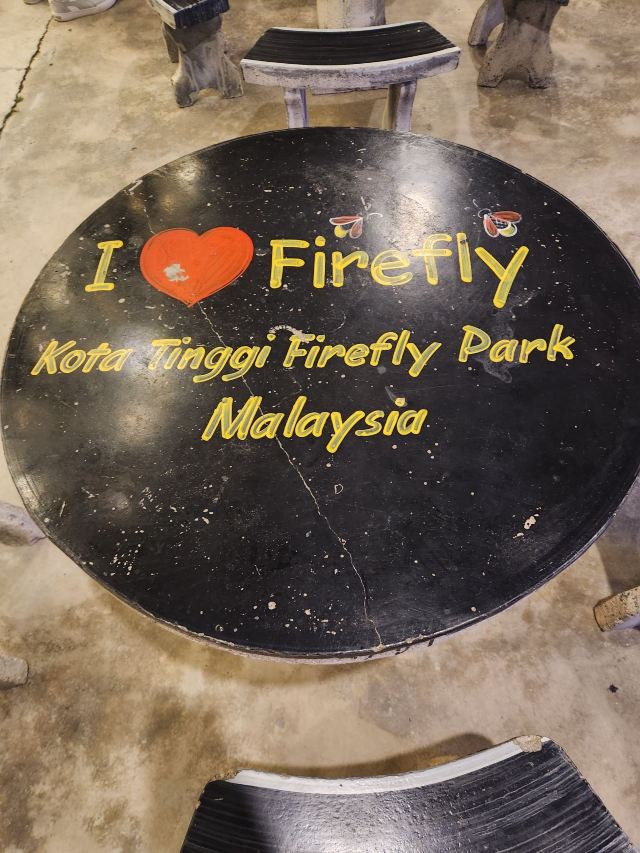 I ❤ Firefly
Kota Tinggi Firefly Park
Malaysia